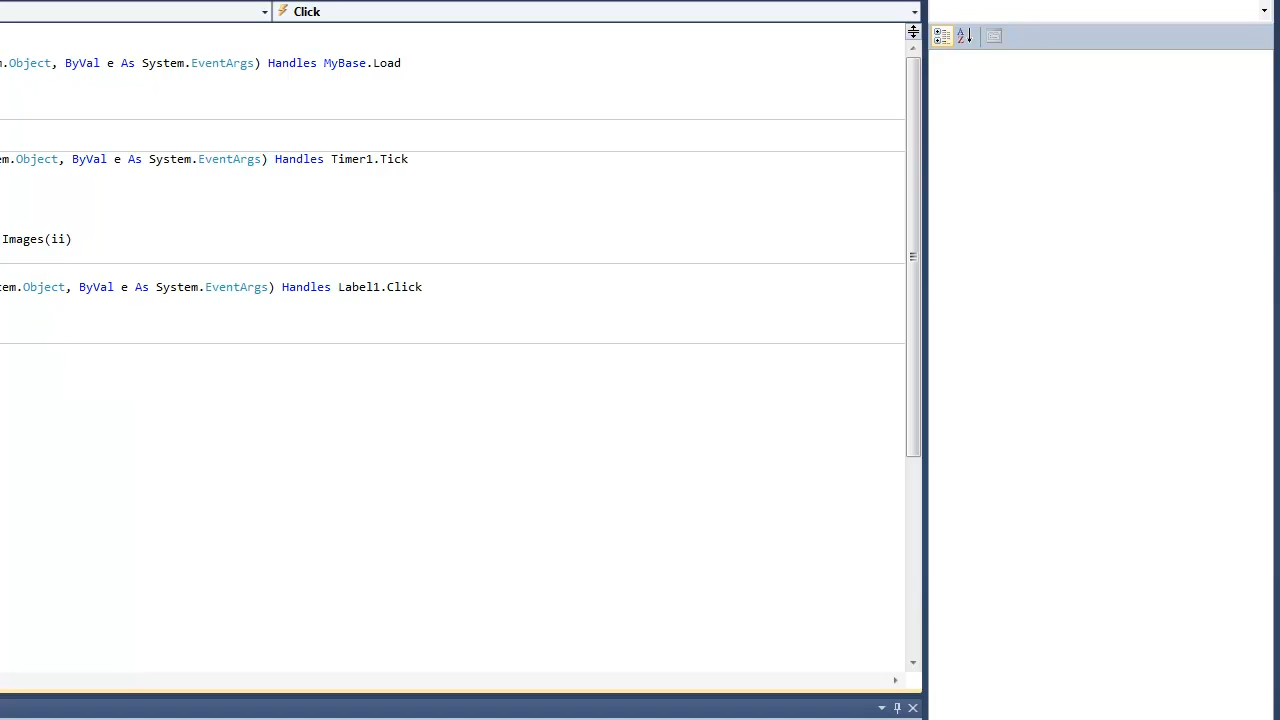 Click
.Object, ByVal e As System.EventArgs) Handles MyBase.Load
em.Object, ByVal e As System.EventArgs) Handles Timer1.Tick
Images(ii)
tem.Object, ByVal e As System.EventArgs) Handles Label1.Click